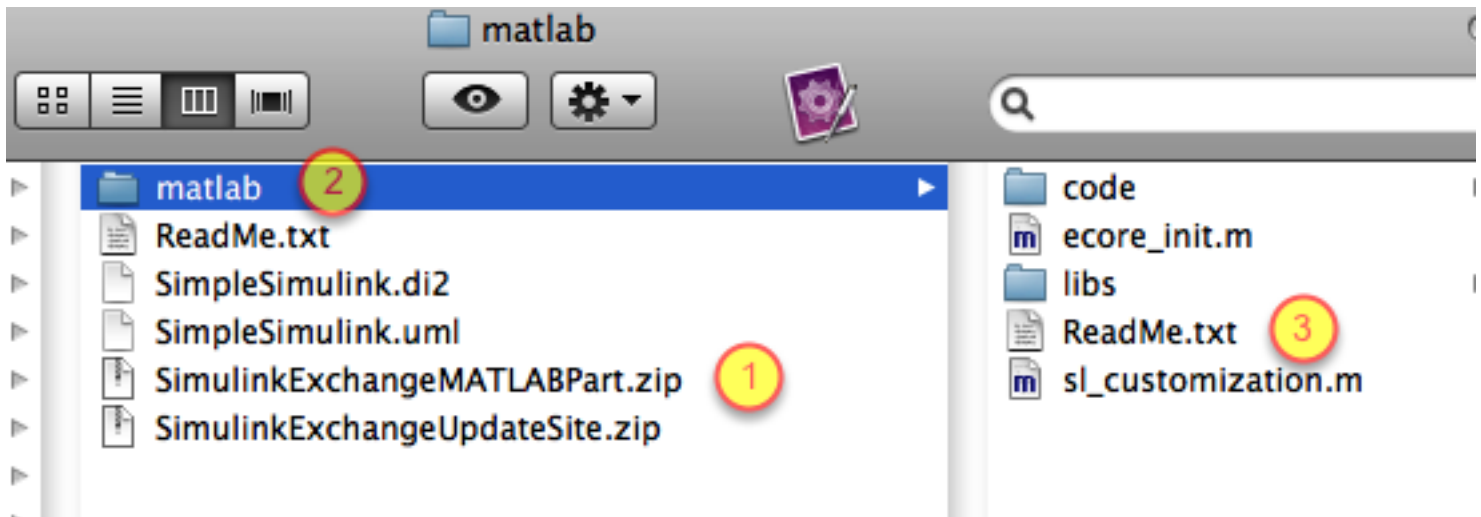 matlab
matlab 2
ReadMe.txt
SimpleSimulink.di2
SimpleSimulink.uml
SimulinkExchangeMATLABPart.zip 1
SimulinkExchangeUpdateSite.zip
code
m ecore_init.m
libs
ReadMe.txt 3
m sl_customization.m